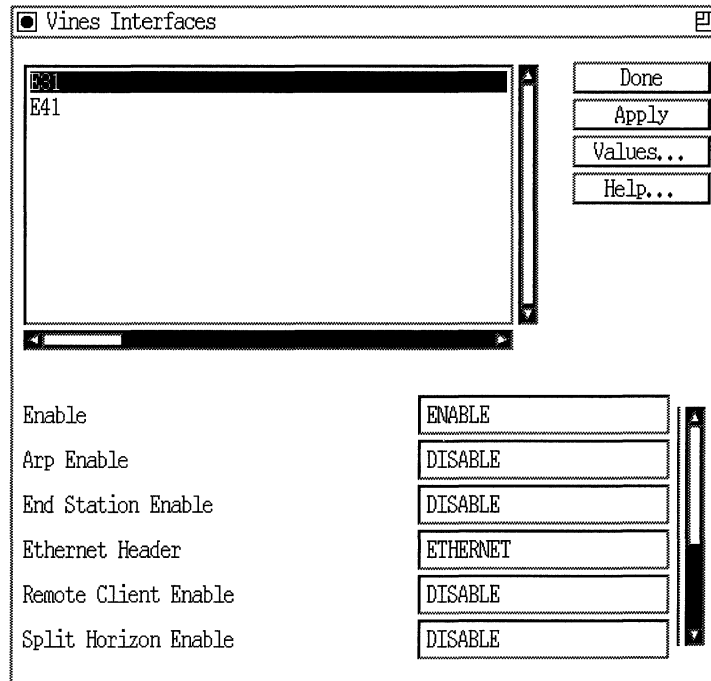 Vines Interfaces
E31
E41
Done
Apply
Values...
Help...
Enable ENABLE
Arp Enable DISABLE
End Station Enable DISABLE
Ethernet Header ETHERNET
Remote Client Enable DISABLE
Split Horizon Enable DISABLE